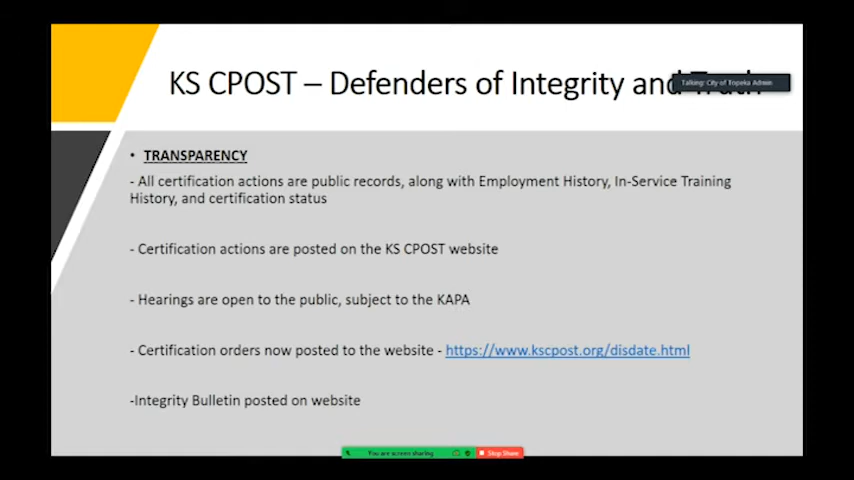 KS CPOST – Defenders of Integrity and Truth
Talking: City of Topeka Admin
• TRANSPARENCY
- All certification actions are public records, along with Employment History, In-Service Training
History, and certification status
- Certification actions are posted on the KS CPOST website
- Hearings are open to the public, subject to the KAPA
- Certification orders now posted to the website - https://www.kscpost.org/disdate.html
-Integrity Bulletin posted on website
You are screen sharing
Stop Share